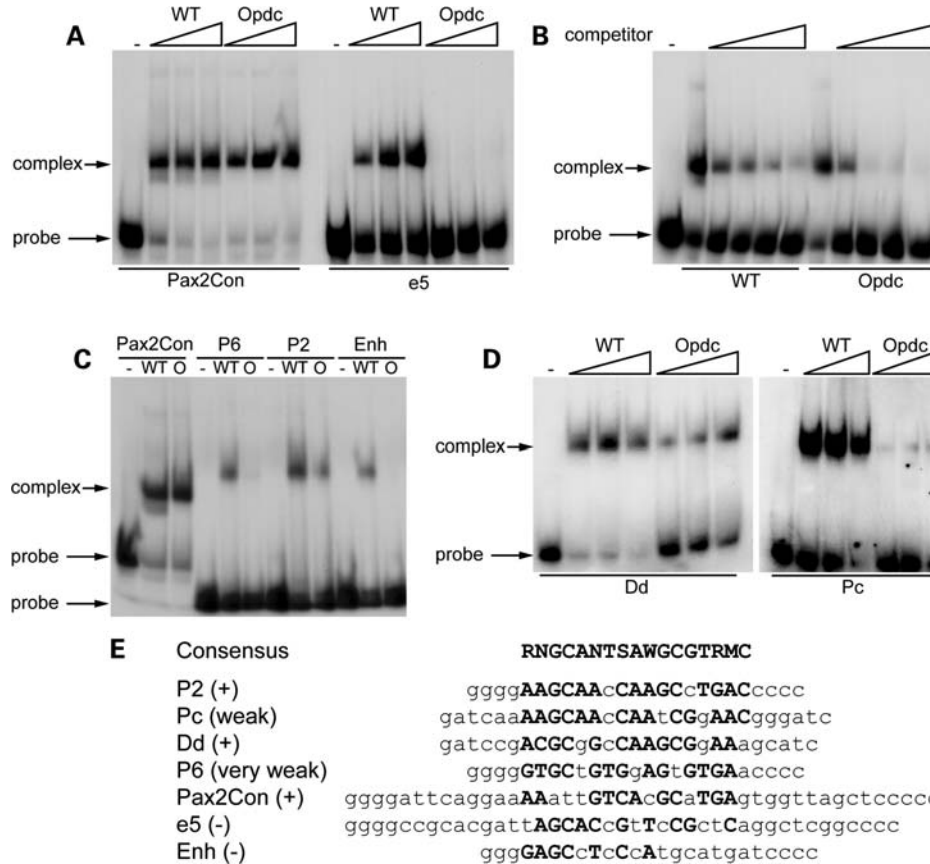 A
WT Opdc WT Opdc
- -
complex
probe
Pax2Con e5
B
competitor
- 
complex
probe
WT Opdc
C
Pax2Con P6 P2 Enh
- WT O - WT O - WT O - WT O
complex
probe
probe
D
WT Opdc WT Opdc
- -
complex
probe
Dd Pc
E
Consensus RNGCANTSAWGCGTRMC
P2 (+) ggggAAGCAAcCAAGCcTGACcccc
Pc (weak) gatcaaAAGCAAcCAAtCGgAACgggatc
Dd (+) gatccgACGCgGcCAAGCGgAAagcatc
P6 (very weak) ggggGTGCtGTGgAGtGTGAacccc
Pax2Con (+) ggggattcaggaaAAattGTCAcGCaTGAgtggttagctccccc
e5 (-) ggggccgcacgattAGCACcGtTcCGctCaggctcggcccc
Enh (-) gggGAGCcTcCcAtgcatgatcccc